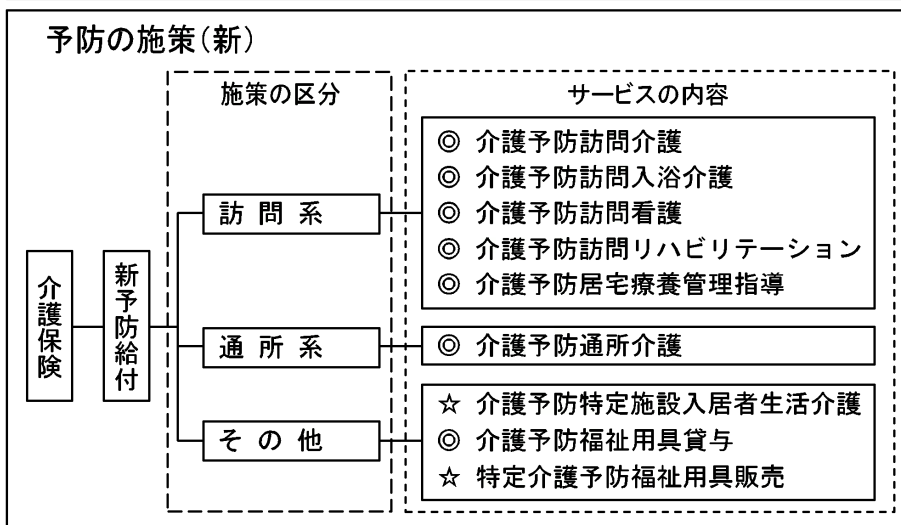 予防の施策(新)
施策の区分
サービスの内容
介護保険
新予防給付
訪問系
◎ 介護予防訪問介護
◎ 介護予防訪問入浴介護
◎ 介護予防訪問看護
◎ 介護予防訪問リハビリテーション
◎ 介護予防居宅療養管理指導
通所系
◎ 介護予防通所介護
その他
☆ 介護予防特定施設入居者生活介護
◎ 介護予防福祉用具貸与
☆ 特定介護予防福祉用具販売